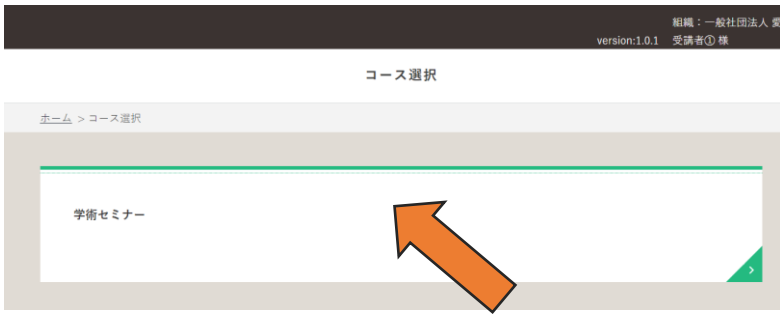 組織：一般社団法人 愛
version:1.0.1 受講者① 様
コース選択
ホーム > コース選択
学術セミナー